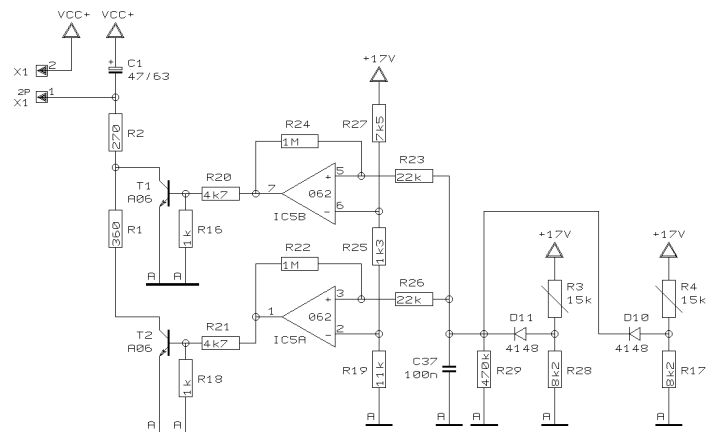 VCC+ VCC+
C1
47/63
X1 2
2P 1
X1
270 R2
+17V
R27 7k5
R24
1M
R23
22k
T1
A06
R20
4k7
7 5
+
062
- 6
IC5B
1k R16
360 R1
A A
R22
1M
R25 1k3
R26
22k
+17V
+17V
R3
15k
R4
15k
1 3
+
062
- 2
IC5A
T2
A06
R21
4k7
D11
4148
D10
4148
1k R18
R19 11k
C37
100n
470k R29
8k2 R28
8k2 R17
A A
A A A A A